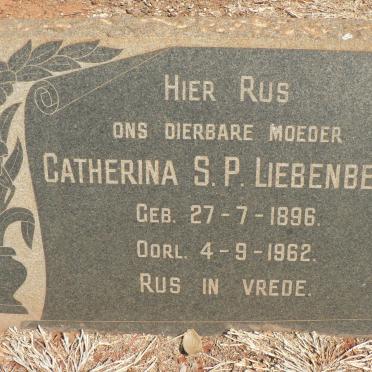 HIER RUS
ONS DIERBARE MOEDER
CATHERINA S. P. LIEBENBE
GEB. 27-7-1896.
OORL. 4-9-1962.
RUS IN VREDE.